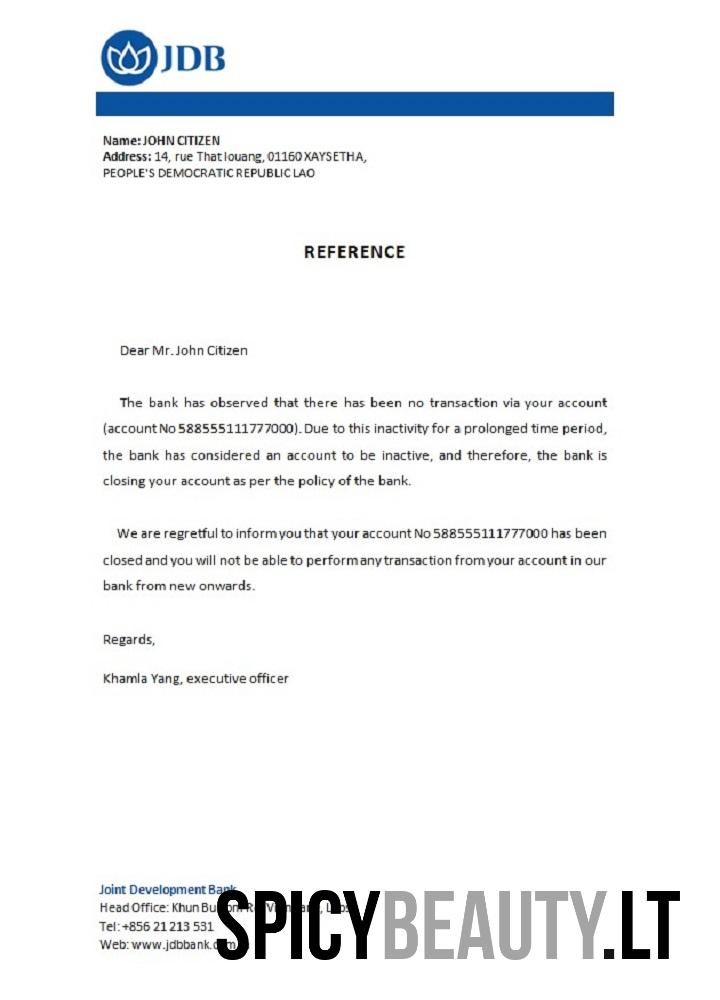 JDB
Name: JOHN CITIZEN
Address: 14, rue That louang, 01160 XAYSETHA,
PEOPLE'S DEMOCRATIC REPUBLIC LAO
REFERENCE
Dear Mr. John Citizen
The bank has observed that there has been no transaction via your account
(account No 588555111777000). Due to this inactivity for a prolonged time period,
the bank has considered an account to be inactive, and therefore, the bank is
closing your account as per the policy of the bank.
We are regretful to inform you that your account No 588555111777000 has been
closed and you will not be able to perform any transaction from your account in our
bank from new onwards.
Regards,
Khamla Yang, executive officer
Joint Development Bank
Head Office: Khun
Tel: +856 21 213 531
Web: www.jdbbank.com
SPICYBEAUTY.LT